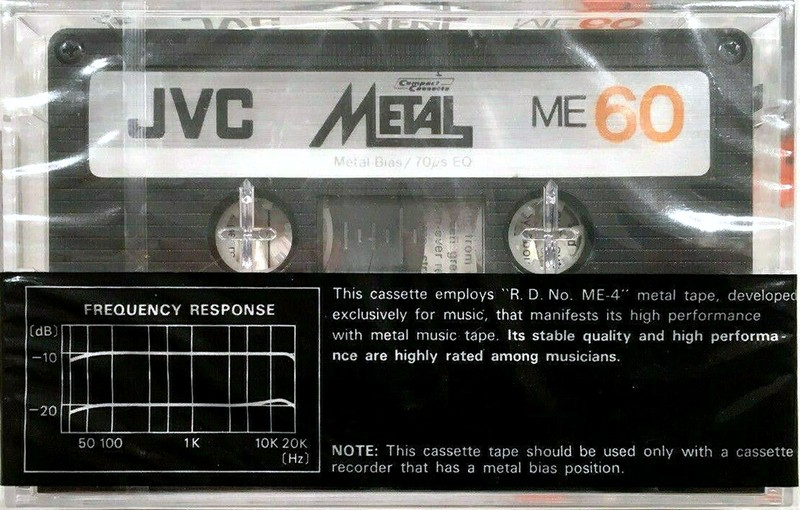 Compact
Cassette
JVC METAL ME 60
Metal Bias / 70μs EQ
FREQUENCY RESPONSE
(dB)
-10
-20
50 100 1K 10K 20K
(Hz)
This cassette employs "R. D. No. ME-4" metal tape, developed
exclusively for music, that manifests its high performance
with metal music tape. Its stable quality and high performa-
nce are highly rated among musicians.
NOTE: This cassette tape should be used only with a cassette
recorder that has a metal bias position.